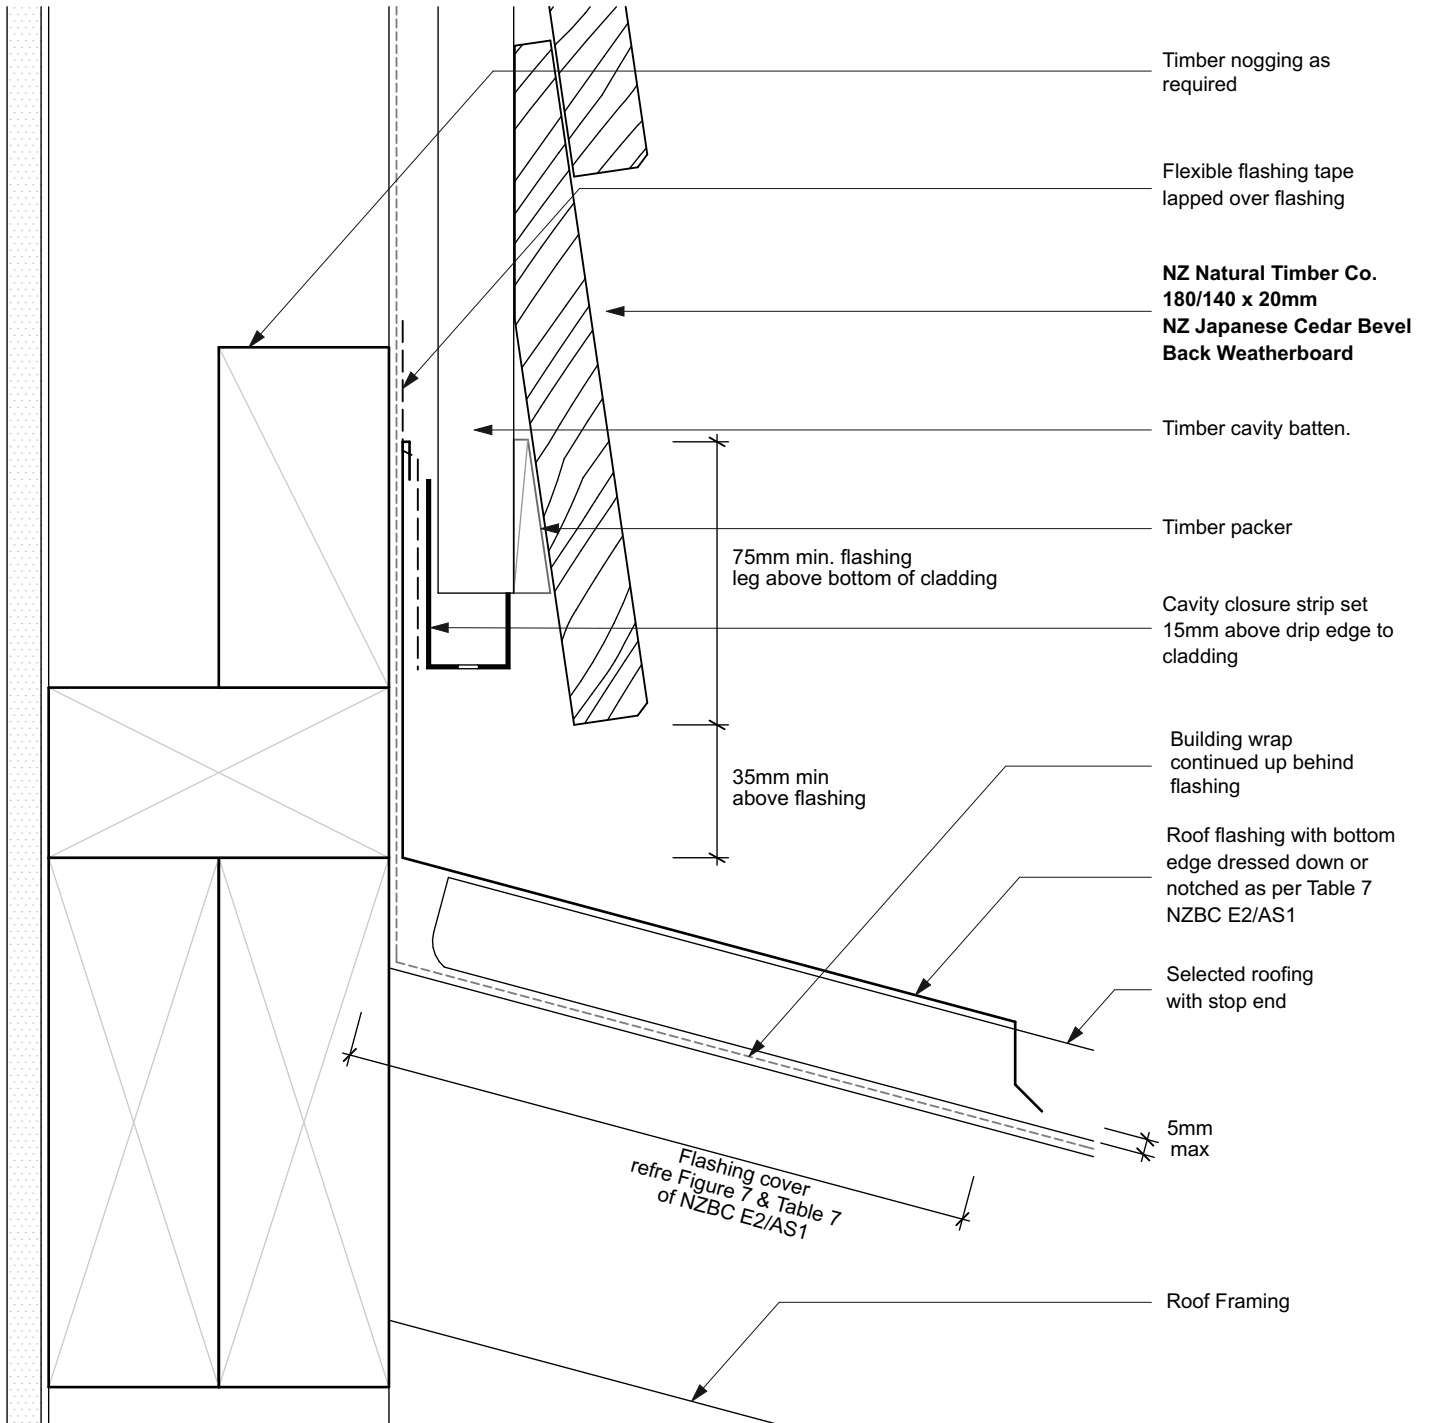 Timber nogging as
required
Flexible flashing tape
lapped over flashing
NZ Natural Timber Co.
180/140 x 20mm
NZ Japanese Cedar Bevel
Back Weatherboard
Timber cavity batten.
Timber packer
75mm min. flashing
leg above bottom of cladding
Cavity closure strip set
15mm above drip edge to
cladding
Building wrap
continued up behind
flashing
35mm min
above flashing
Roof flashing with bottom
edge dressed down or
notched as per Table 7
NZBC E2/AS1
Selected roofing
with stop end
5mm
max
Flashing cover
refre Figure 7 & Table 7
of NZBC E2/AS1
Roof Framing